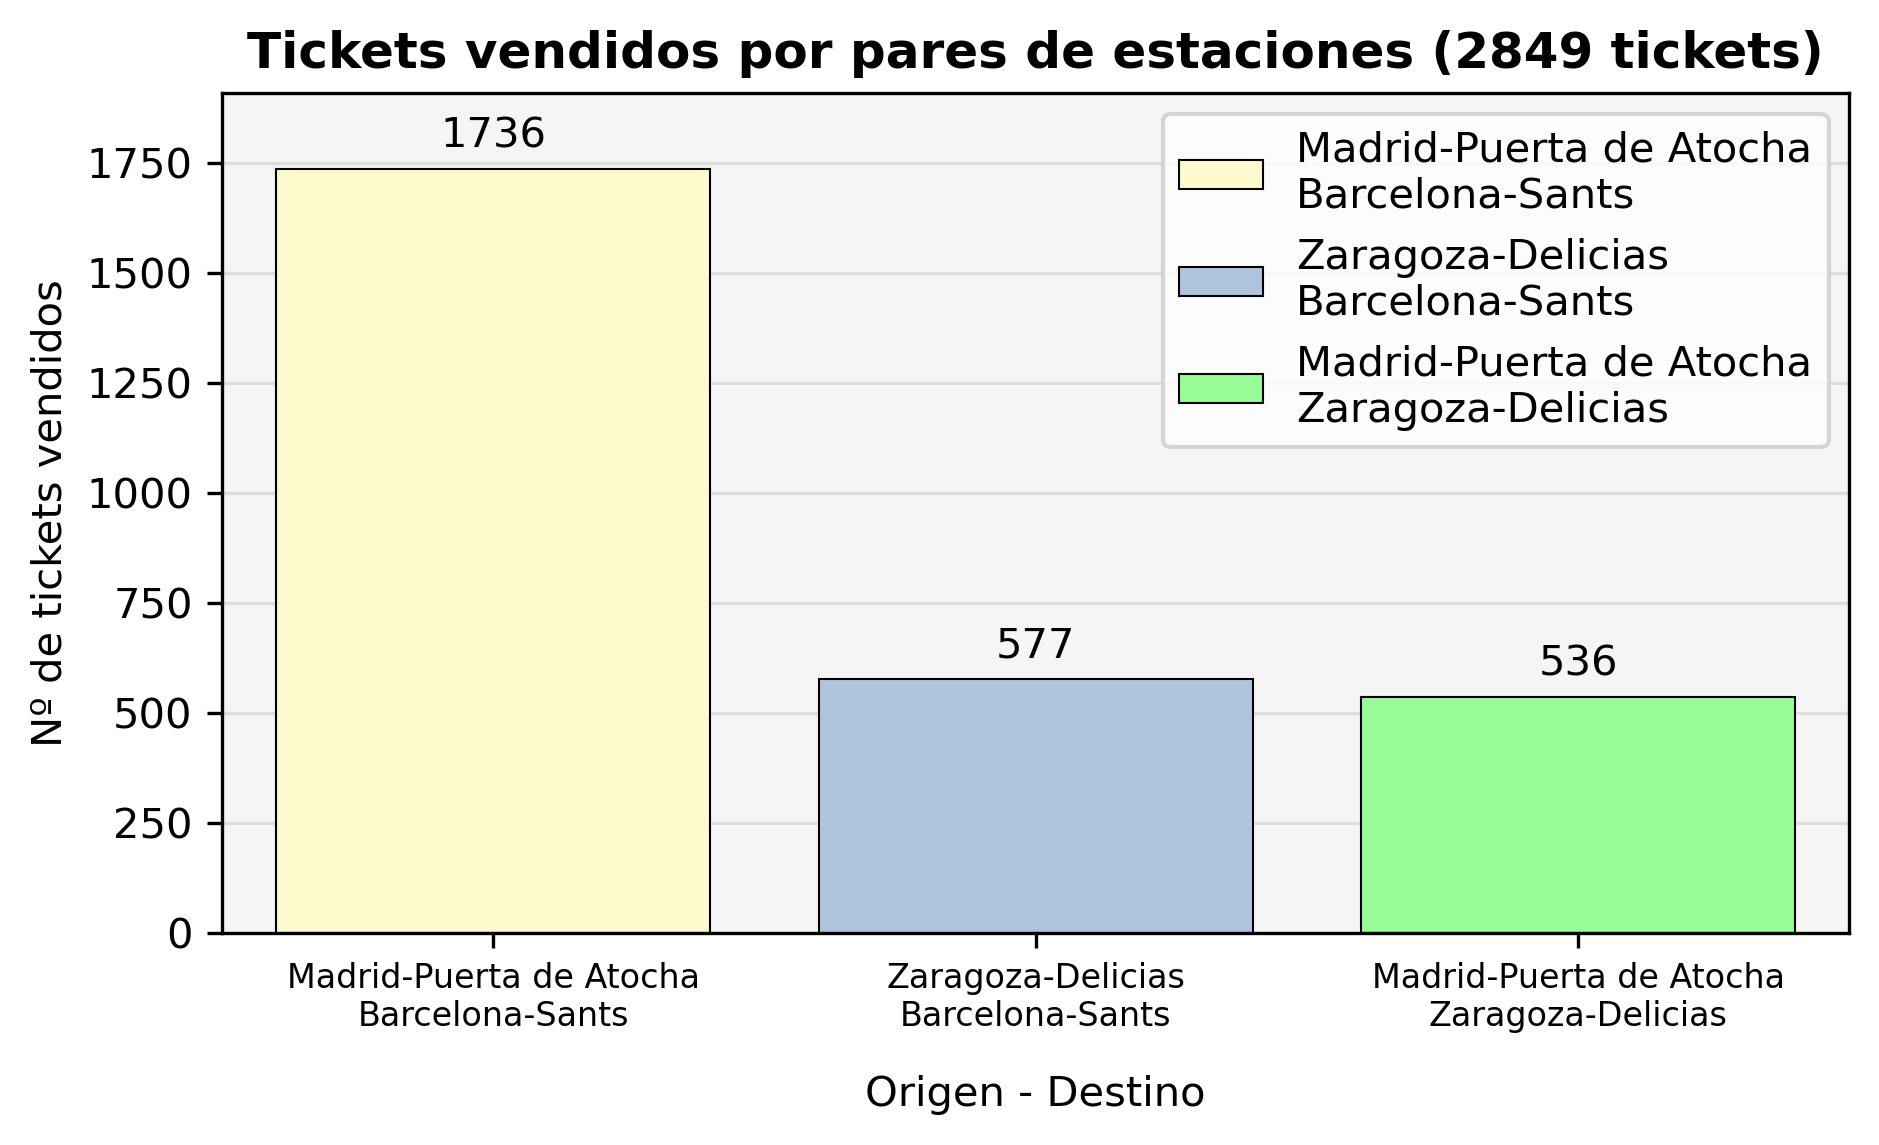 Tickets vendidos por pares de estaciones (2849 tickets)
Nº de tickets vendidos
1750
1500
1250
1000
750
500
250
0
1736
577
536
Madrid-Puerta de Atocha
Barcelona-Sants
Zaragoza-Delicias
Barcelona-Sants
Madrid-Puerta de Atocha
Zaragoza-Delicias
Madrid-Puerta de Atocha
Barcelona-Sants
Zaragoza-Delicias
Barcelona-Sants
Madrid-Puerta de Atocha
Zaragoza-Delicias
Origen - Destino